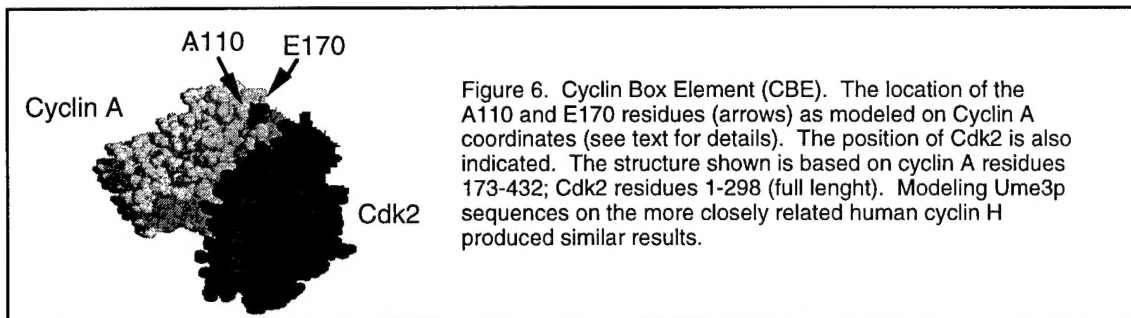 A110 E170
Cyclin A
Cdk2
Figure 6. Cyclin Box Element (CBE). The location of the
A110 and E170 residues (arrows) as modeled on Cyclin A
coordinates (see text for details). The position of Cdk2 is also
indicated. The structure shown is based on cyclin A residues
173-432; Cdk2 residues 1-298 (full lenght). Modeling Ume3p
sequences on the more closely related human cyclin H
produced similar results.